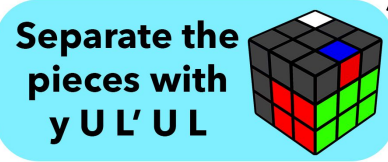 Separate the
pieces with
y U L’ U L